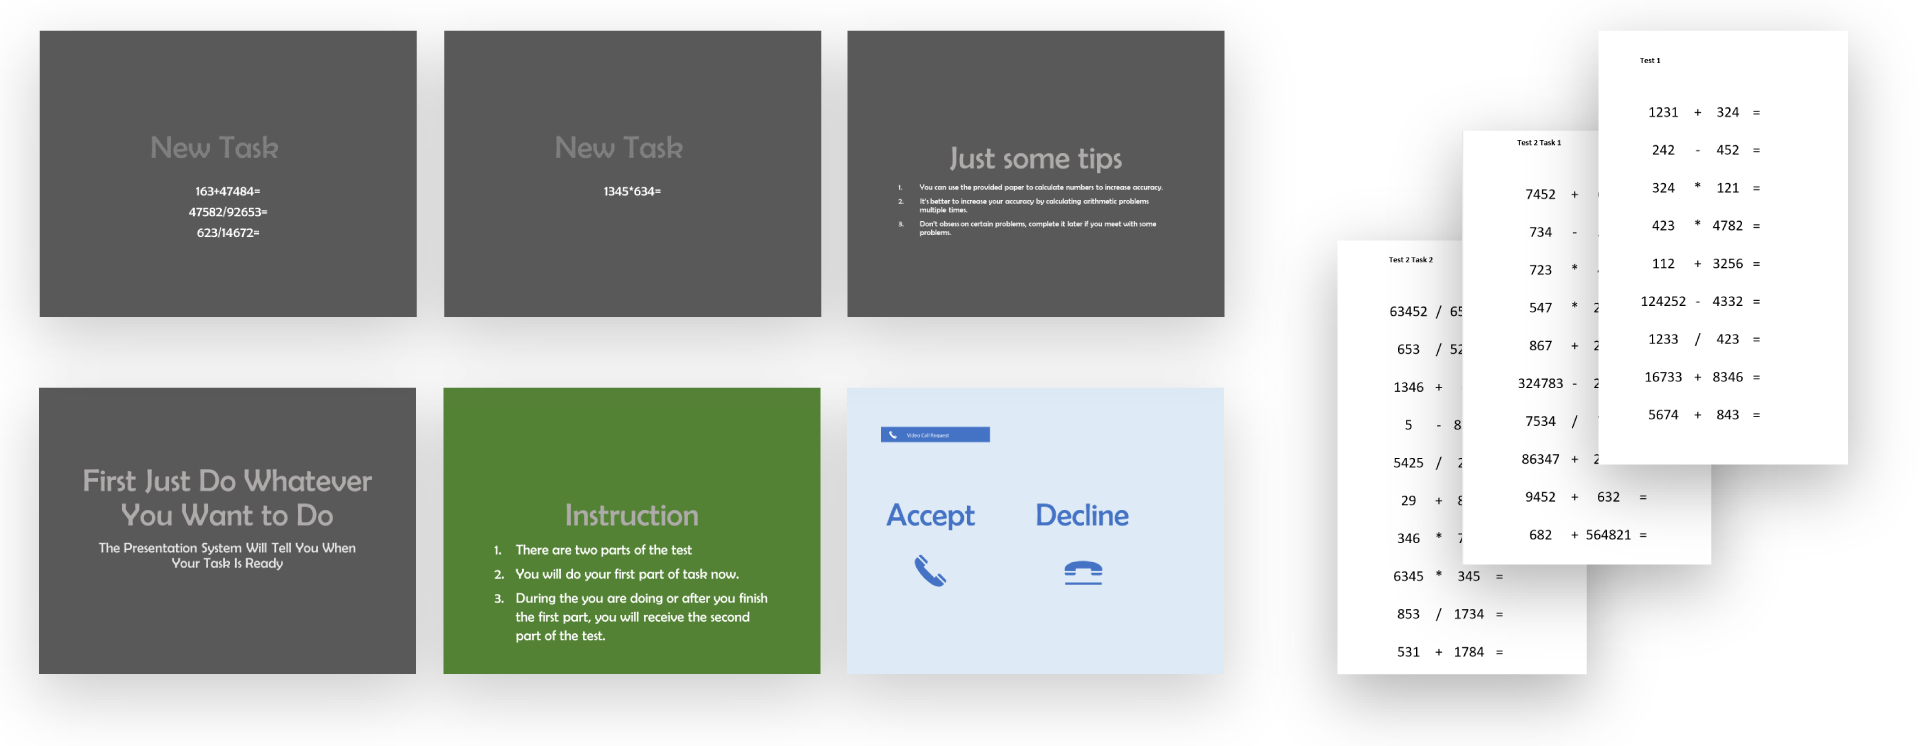 New Task
163+47484=
47582/92653=
623/14672=
New Task
1345*634=
Just some tips
1. You can use the provided paper to calculate numbers to increase accuracy.
2. It's better to increase your accuracy by calculating arithmetic problems
multiple times.
3. Don't obsess on certain problems, complete it later if you meet with some
problems.
First Just Do Whatever
You Want to Do
The Presentation System Will Tell You When
Your Task Is Ready
Instruction
1. There are two parts of the test
2. You will do your first part of task now.
3. During the you are doing or after you finish
the first part, you will receive the second
part of the test.
Video Call Request
Accept
Decline
Test 2 Task 2
63452 / 65
653 / 52
1346 +
5 - 8
5425 / 2
29 + 8
346 * 7
6345 * 345 =
853 / 1734 =
531 + 1784 =
Test 2 Task 1
7452 +
734 -
723 *
547 * 2
867 + 2
324783 - 2
7534 /
86347 + 2
9452 + 632 =
682 + 564821 =
Test 1
1231 + 324 =
242 - 452 =
324 * 121 =
423 * 4782 =
112 + 3256 =
124252 - 4332 =
1233 / 423 =
16733 + 8346 =
5674 + 843 =